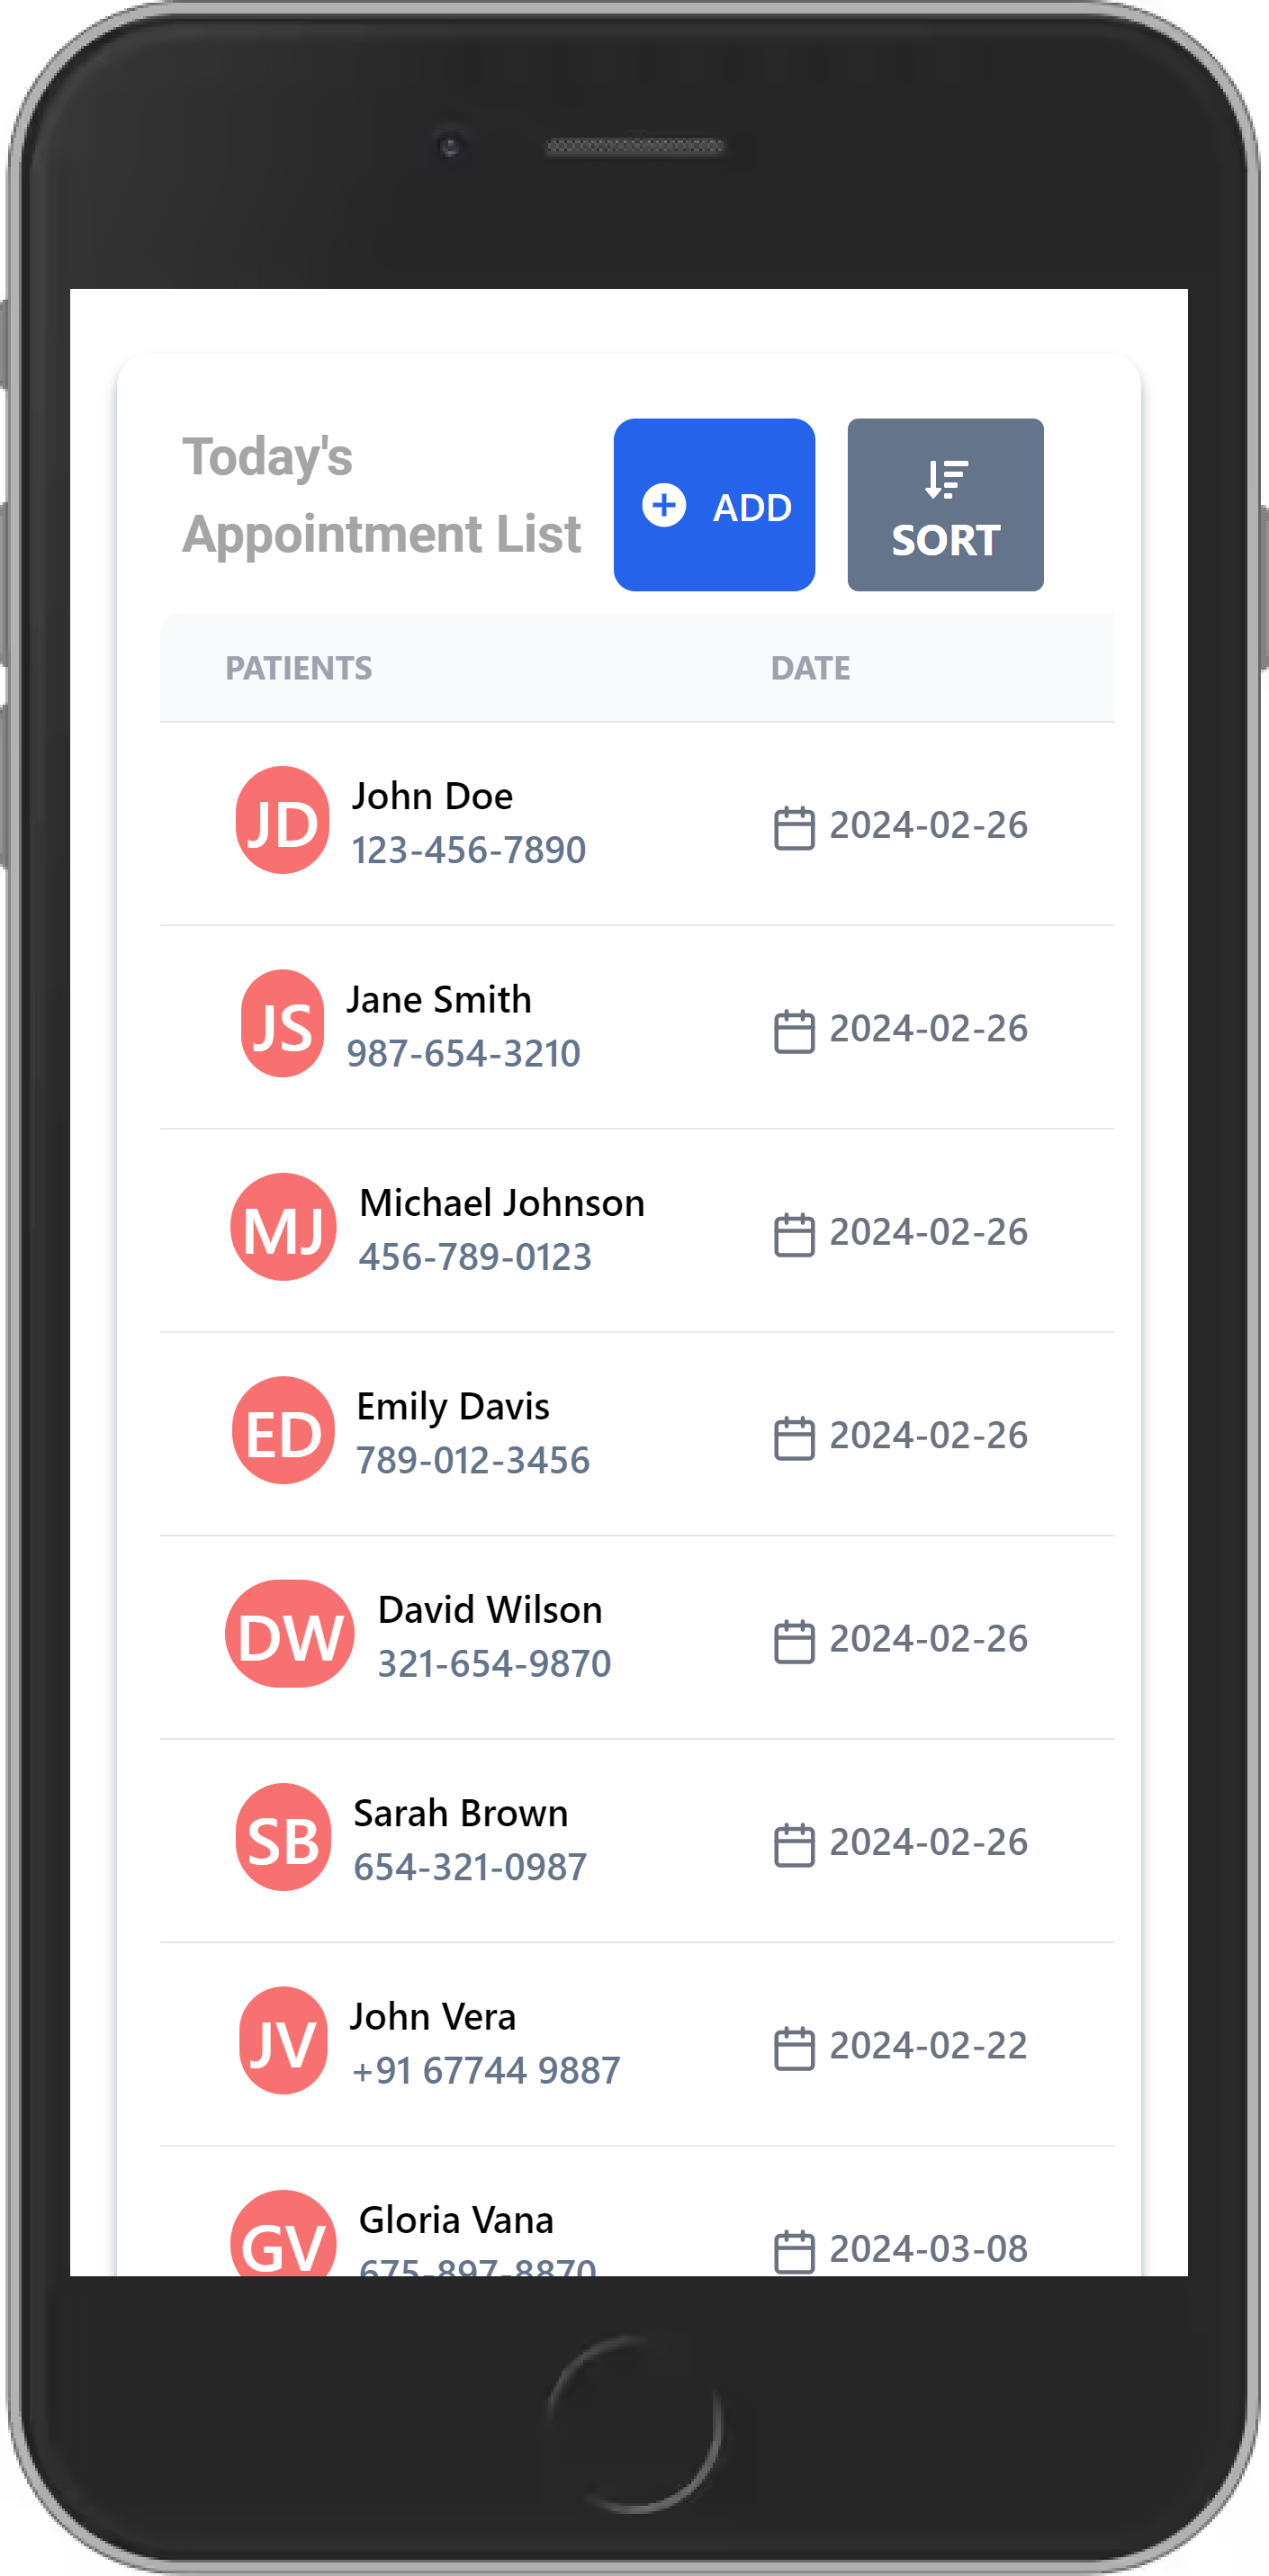 Today's
Appointment List
ADD
SORT
PATIENTS DATE
JD John Doe
123-456-7890
2024-02-26
JS Jane Smith
987-654-3210
2024-02-26
MJ Michael Johnson
456-789-0123
2024-02-26
ED Emily Davis
789-012-3456
2024-02-26
DW David Wilson
321-654-9870
2024-02-26
SB Sarah Brown
654-321-0987
2024-02-26
JV John Vera
+91 67744 9887
2024-02-22
GV Gloria Vana
675-897-8870
2024-03-08